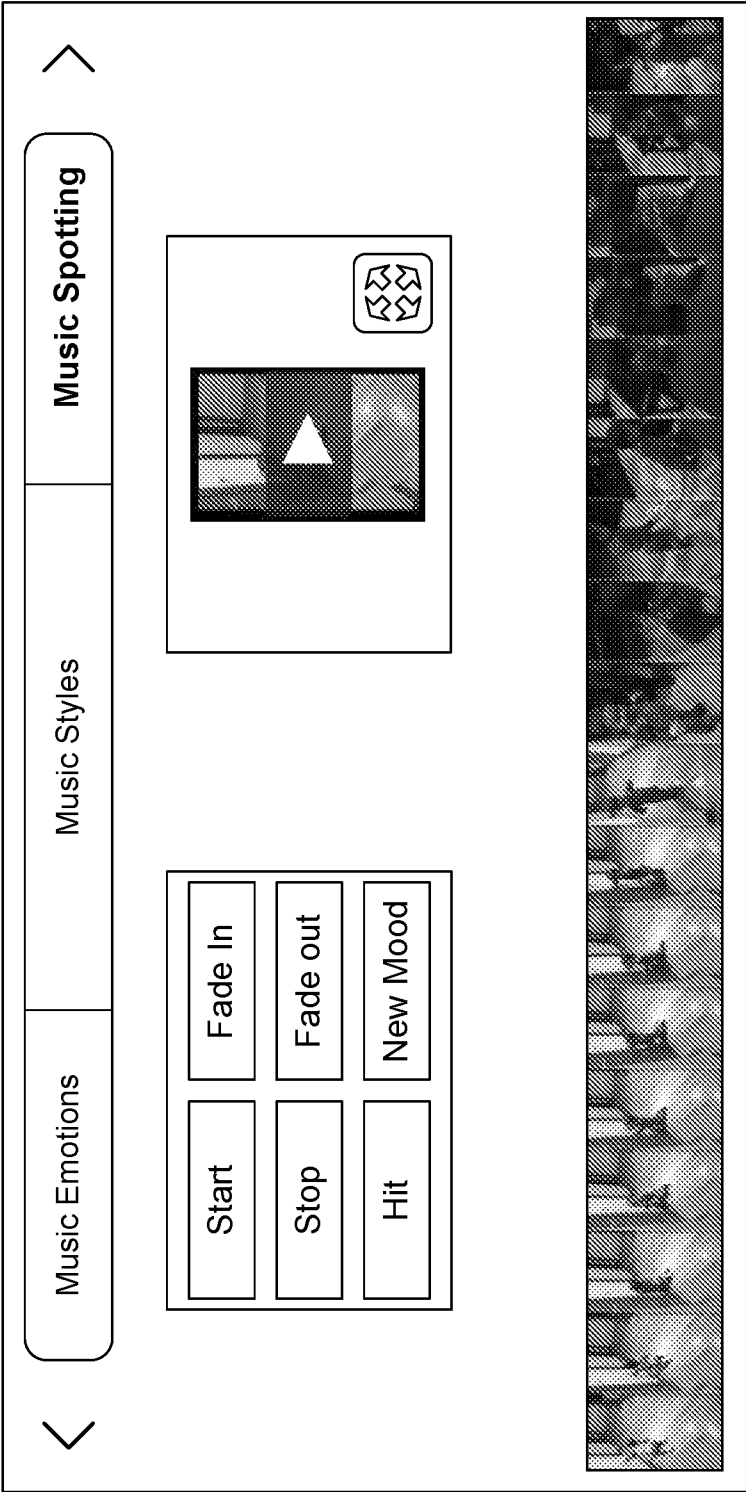 Music Emotions
Music Styles
Music Spotting
Start
Fade In
Stop
Fade out
Hit
New Mood